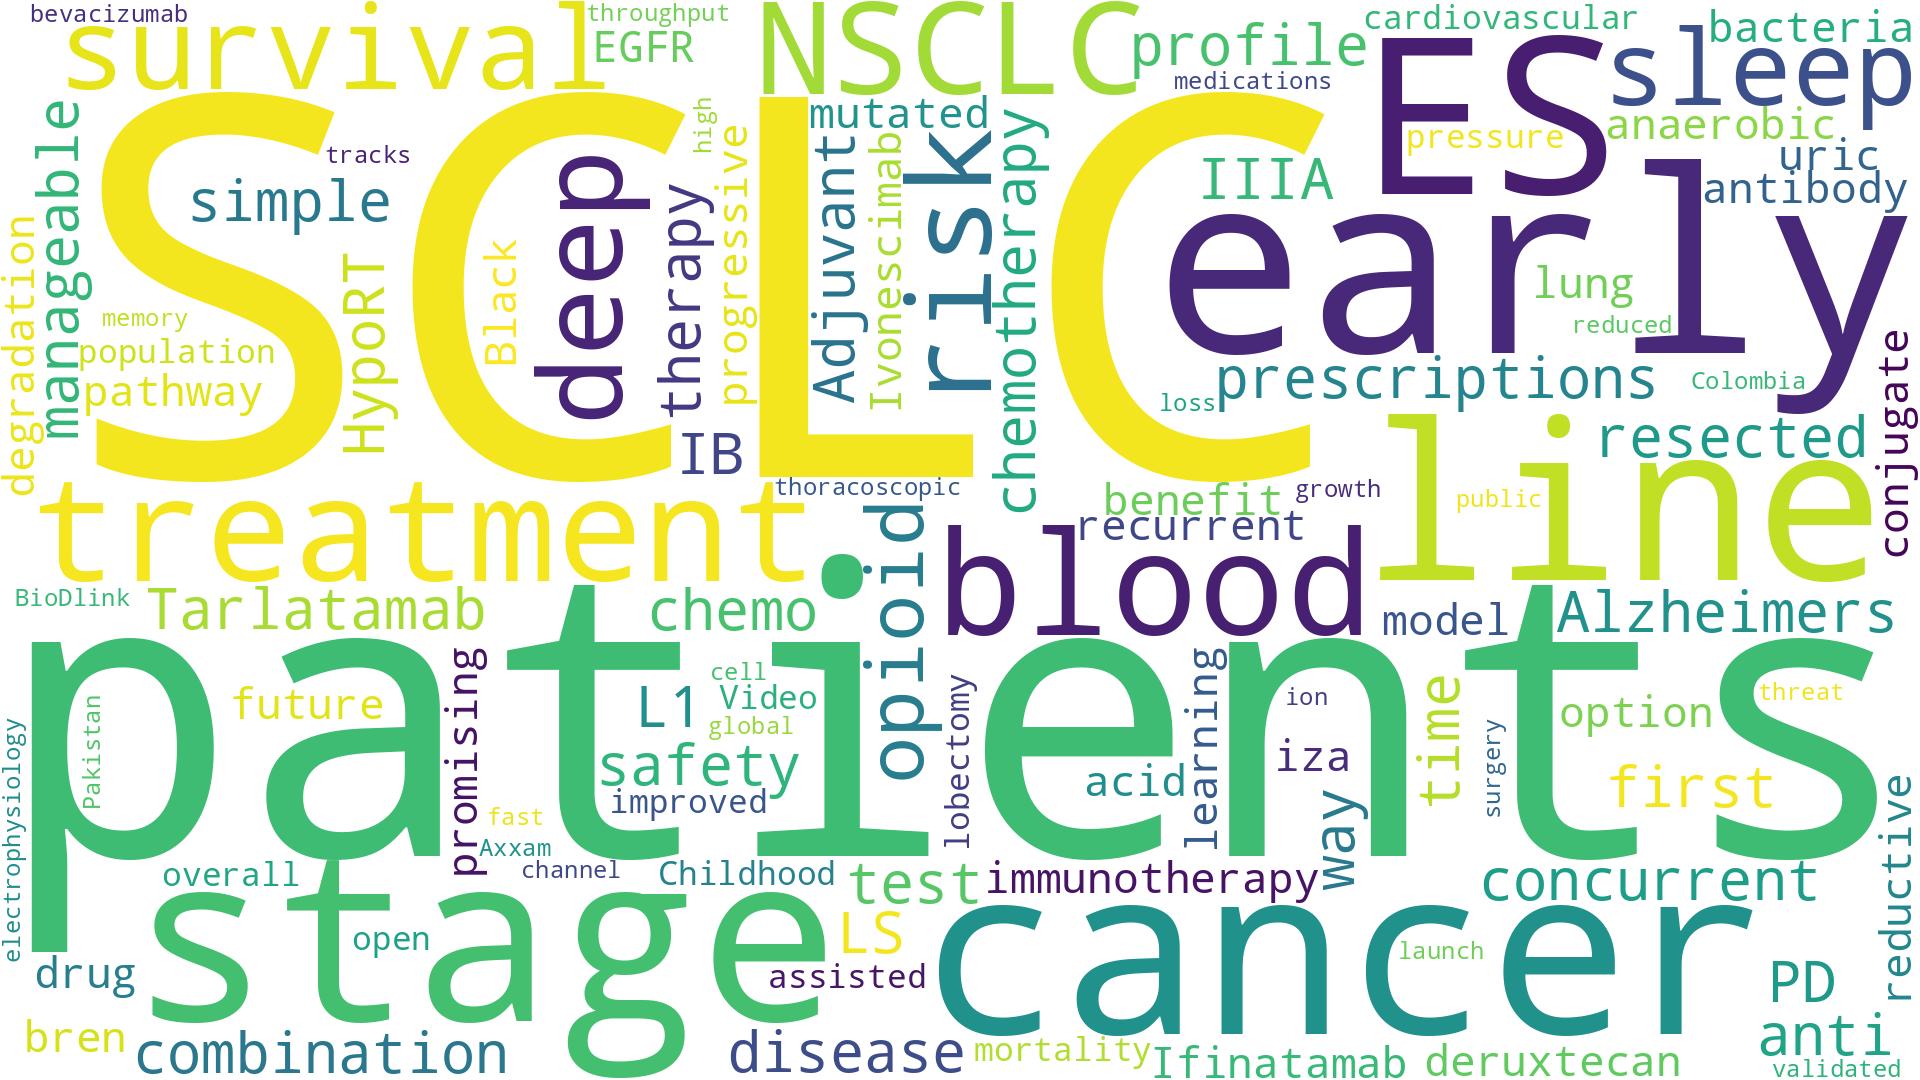 bevacizumab
survival
throughput
EGFR
NSCLC
profile
cardiovascular
medications
ES
sleep
bacteria
SCLC
manageable
tracks
simple
high
deep
therapy
progressive
mutated
Adjuvant
Ivonescimab
risk
chemotherapy
IIIA
pressure
anaerobic
uric
antibody
early
degradation
memory
population
pathway
HypoRT
Black
IB
lung
reduced
loss
prescriptions
Colombia
conjugate
line
resected
treatment
thoracoscopic
opioid
benefit
growth
recurrent
public
blood
BioDlink
Tarlatamab
chemo
model
Alzheimers
patients
electrophysiology
Pakistan
future
promising
cell
L1
Video
global
safety
improved
fast
Axxam
channel
lobectomy
acid
learning
ion
iza
way
time
surgery
option
threat
first
reductive
overall
Childhood
test
immunotherapy
concurrent
stage
open
LS
assisted
cancer
launch
drug
PD
bren
combination
disease
mortality
Ifinatamab
deruxtecan
anti
validated